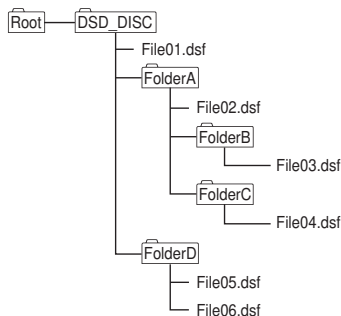 Root DSD_DISC
File01.dsf
FolderA
File02.dsf
FolderB
File03.dsf
FolderC
File04.dsf
FolderD
File05.dsf
File06.dsf